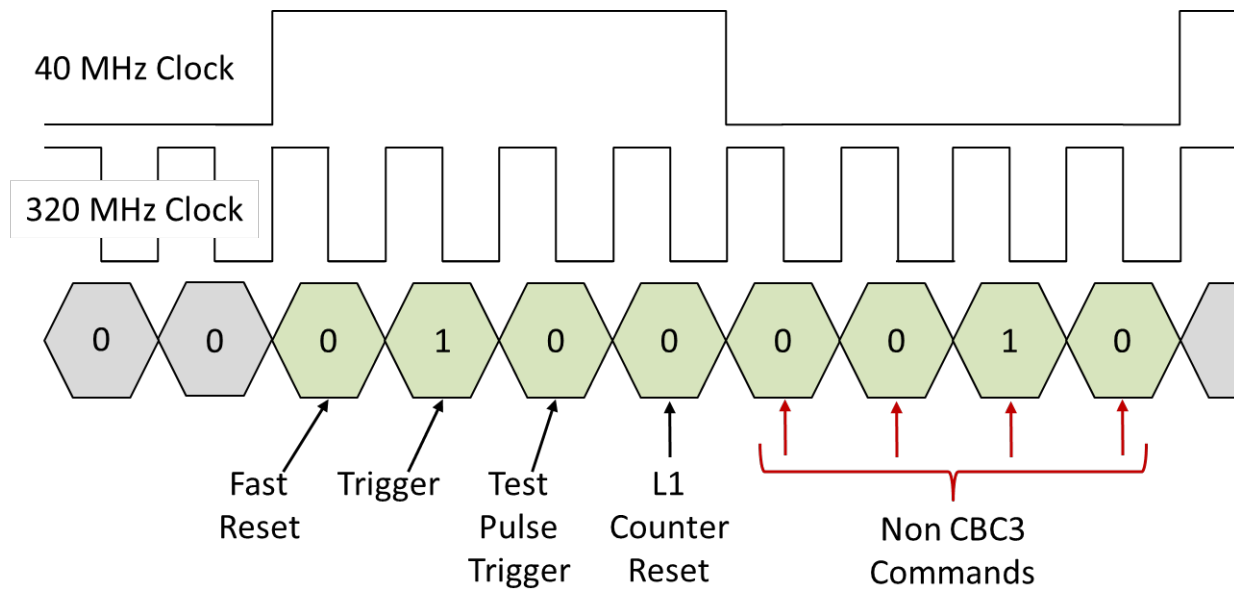 40 MHz Clock
320 MHz Clock
0 0 0 1 0 0 0 0 1 0
Fast
Reset
Trigger
Test
Pulse
Trigger
L1
Counter
Reset
Non CBC3
Commands